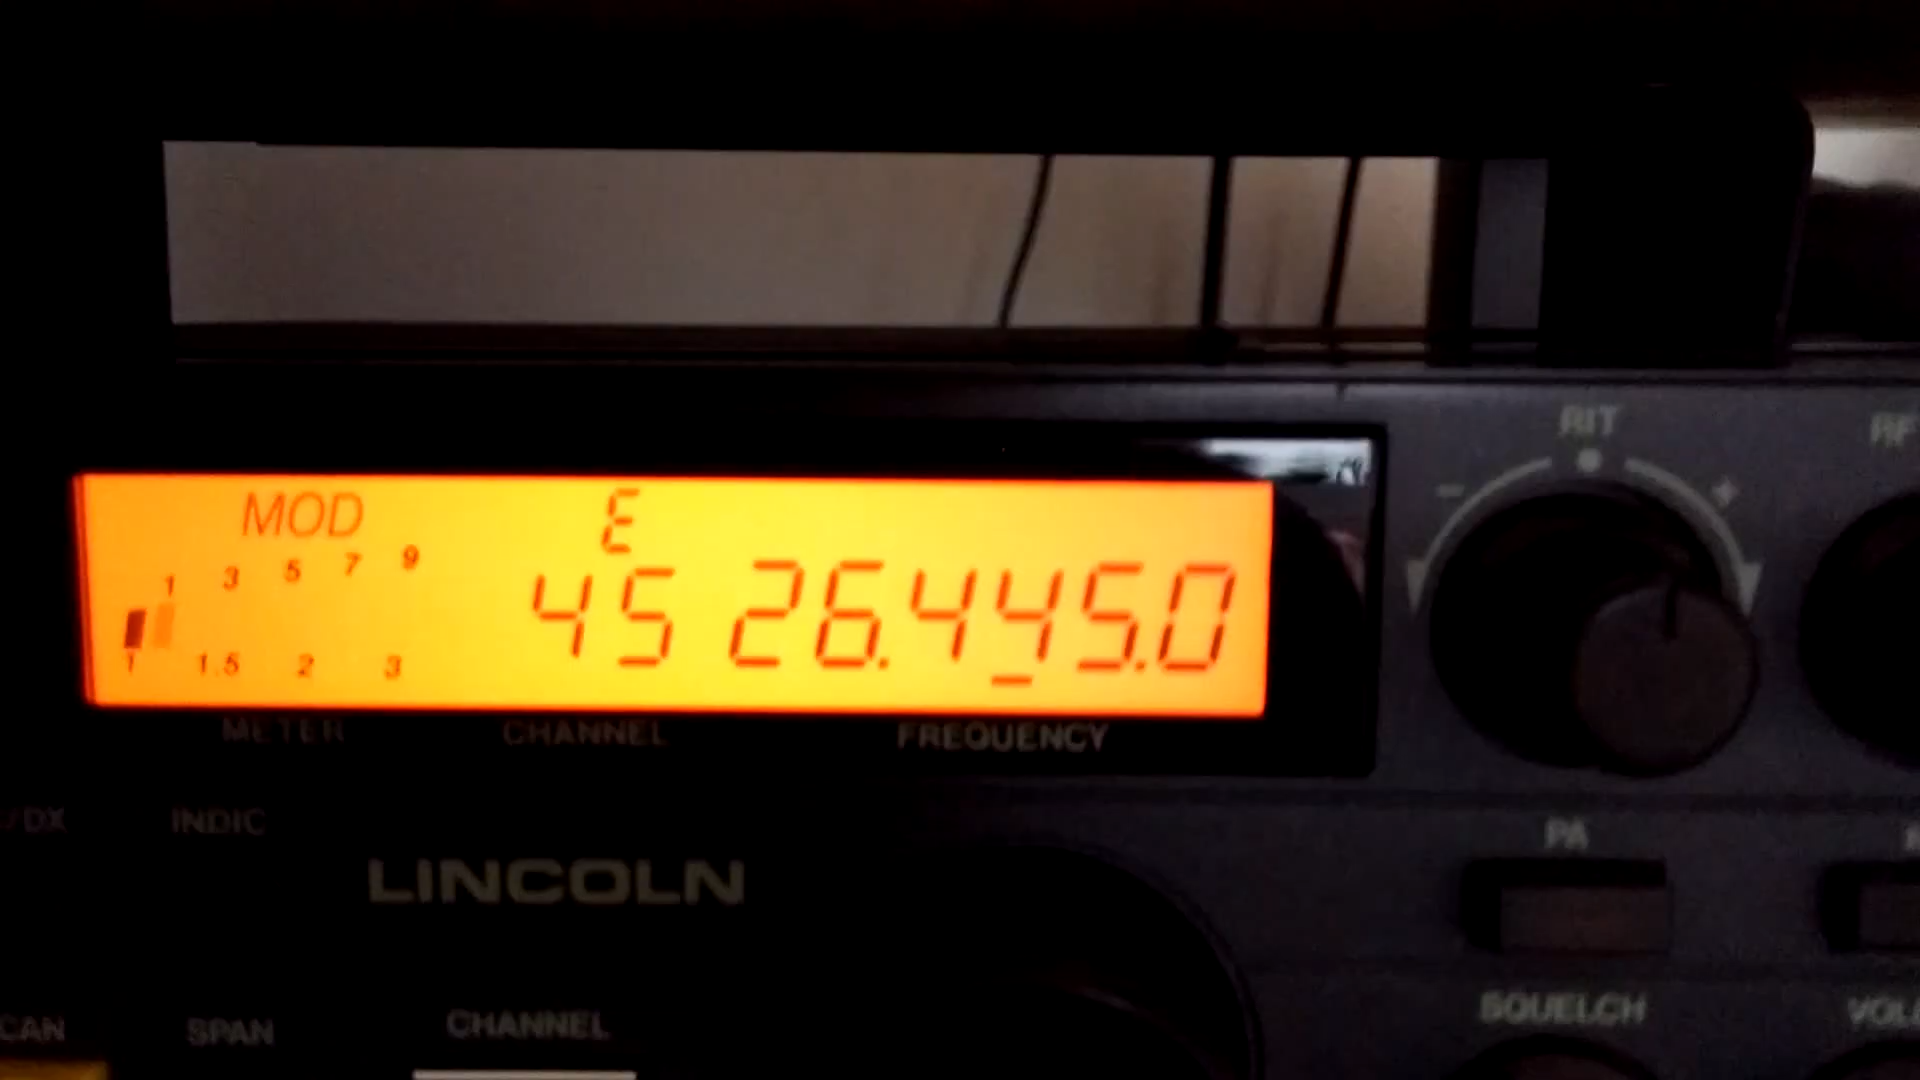 RIT
RF
- +
MOD E
1 3 5 7 9
45 26.445.0
1 1.5 2 3
METER CHANNEL FREQUENCY
/DX INDIC PA
LINCOLN
SQUELCH
CAN SPAN CHANNEL